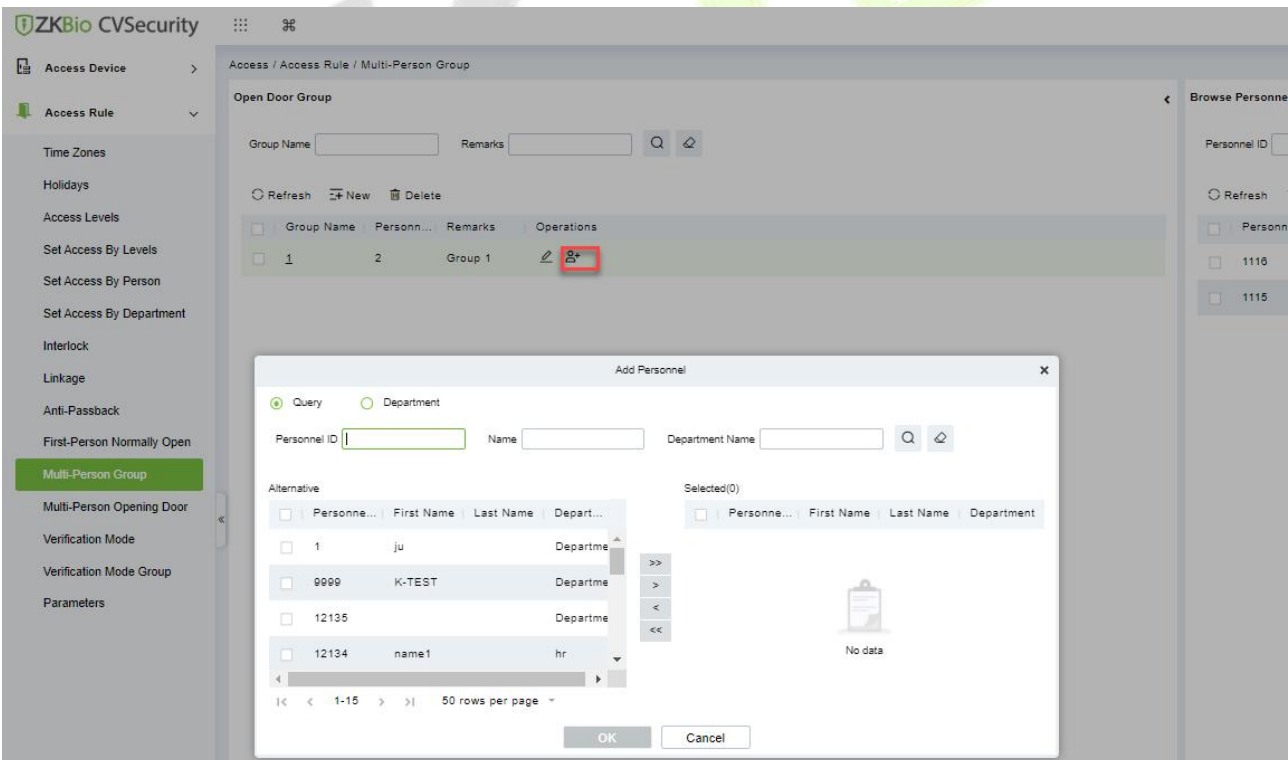 ZKBio CVSecurity
Access Device
Access Rule
Time Zones
Holidays
Access Levels
Set Access By Levels
Set Access By Person
Set Access By Department
Interlock
Linkage
Anti-Passback
First-Person Normally Open
Multi-Person Group
Multi-Person Opening Door
Verification Mode
Verification Mode Group
Parameters
Access / Access Rule / Multi-Person Group
Open Door Group
Group Name Remarks
Refresh New Delete
Group Name Personn... Remarks Operations
1 2 Group 1
Browse Personne
Personnel ID
Refresh
Personn
1116
1115
Add Personnel
Query Department
Personnel ID Name Department Name
Alternative
Personne... First Name Last Name Depart...
1 ju Departme
9999 K-TEST Departme
12135 Departme
12134 name1 hr
|< < 1-15 > >| 50 rows per page
>>
>
<
<<
Selected(0)
Personne... First Name Last Name Department
No data
OK Cancel